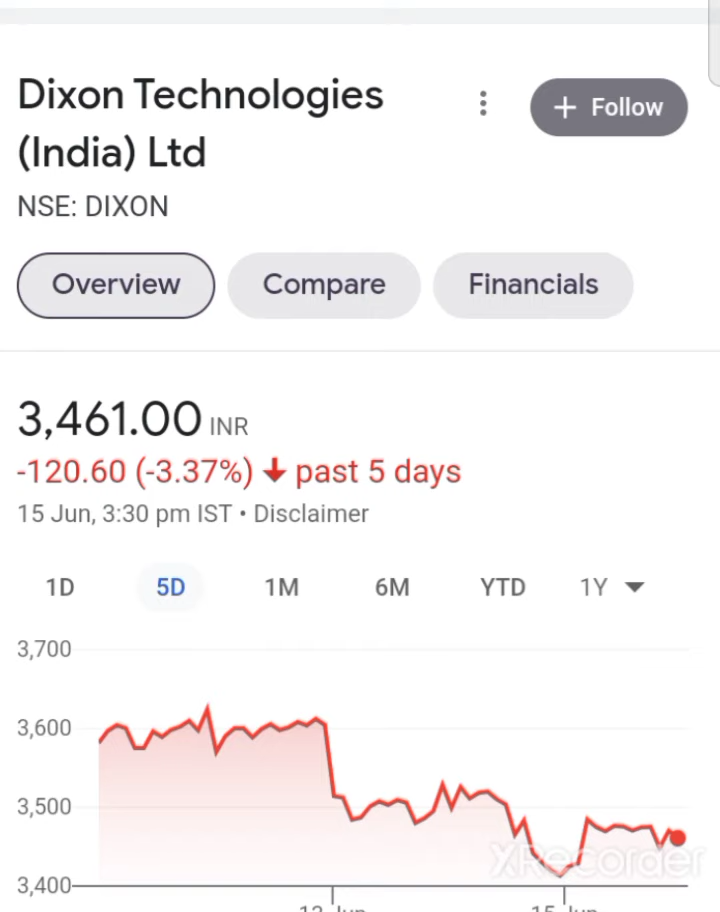 Dixon Technologies
(India) Ltd
+ Follow
NSE: DIXON
Overview
Compare
Financials
3,461.00 INR
-120.60 (-3.37%) ↓ past 5 days
15 Jun, 3:30 pm IST • Disclaimer
1D 5D 1M 6M YTD 1Y
3,700
3,600
3,500
3,400
XRecorder
15 Jun